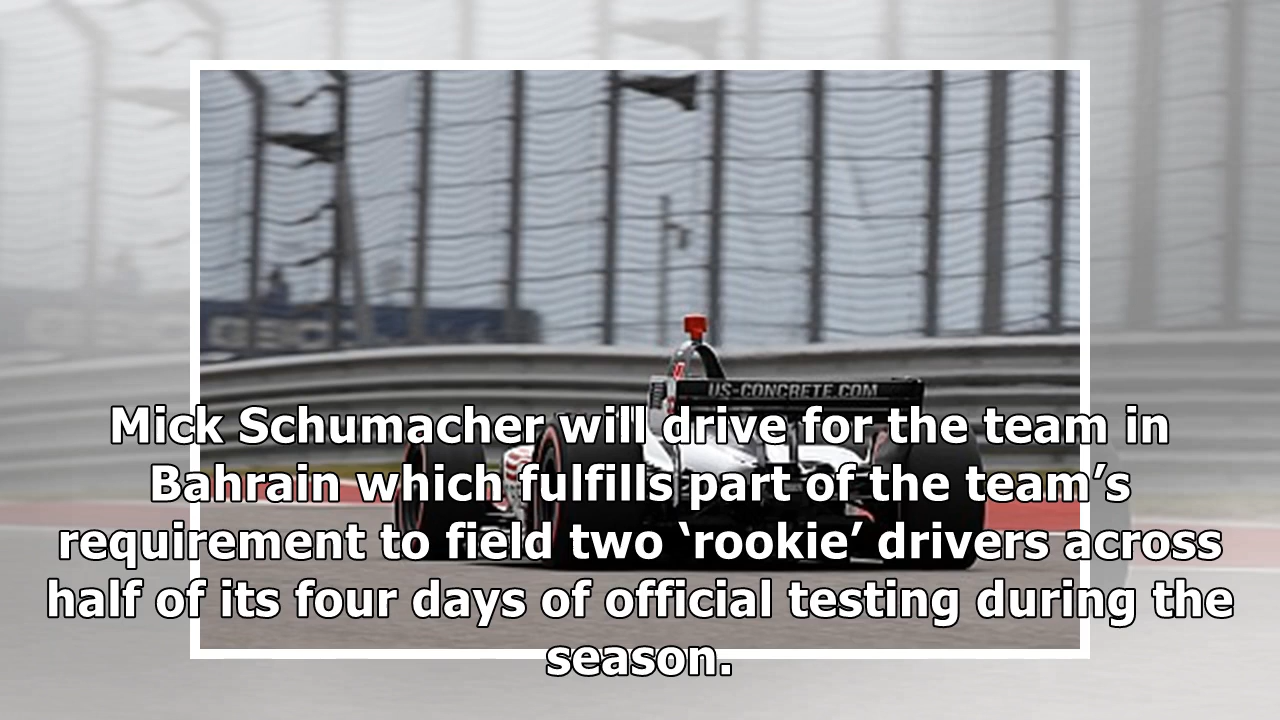 US-CONCRETE.COM
Mick Schumacher will drive for the team in
Bahrain which fulfills part of the team’s
requirement to field two ‘rookie’ drivers across
half of its four days of official testing during the
season.